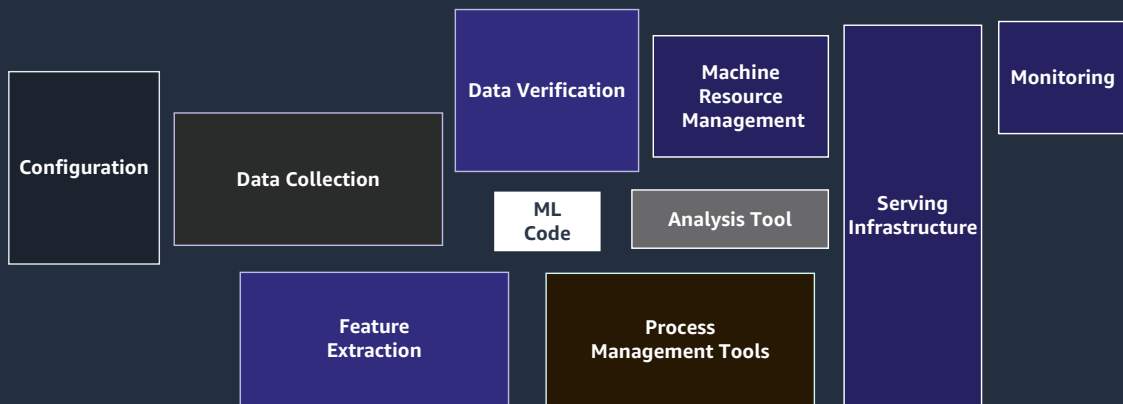 Configuration
Data Collection
Data Verification
Machine
Resource
Management
Monitoring
ML
Code
Analysis Tool
Serving
Infrastructure
Feature
Extraction
Process
Management Tools